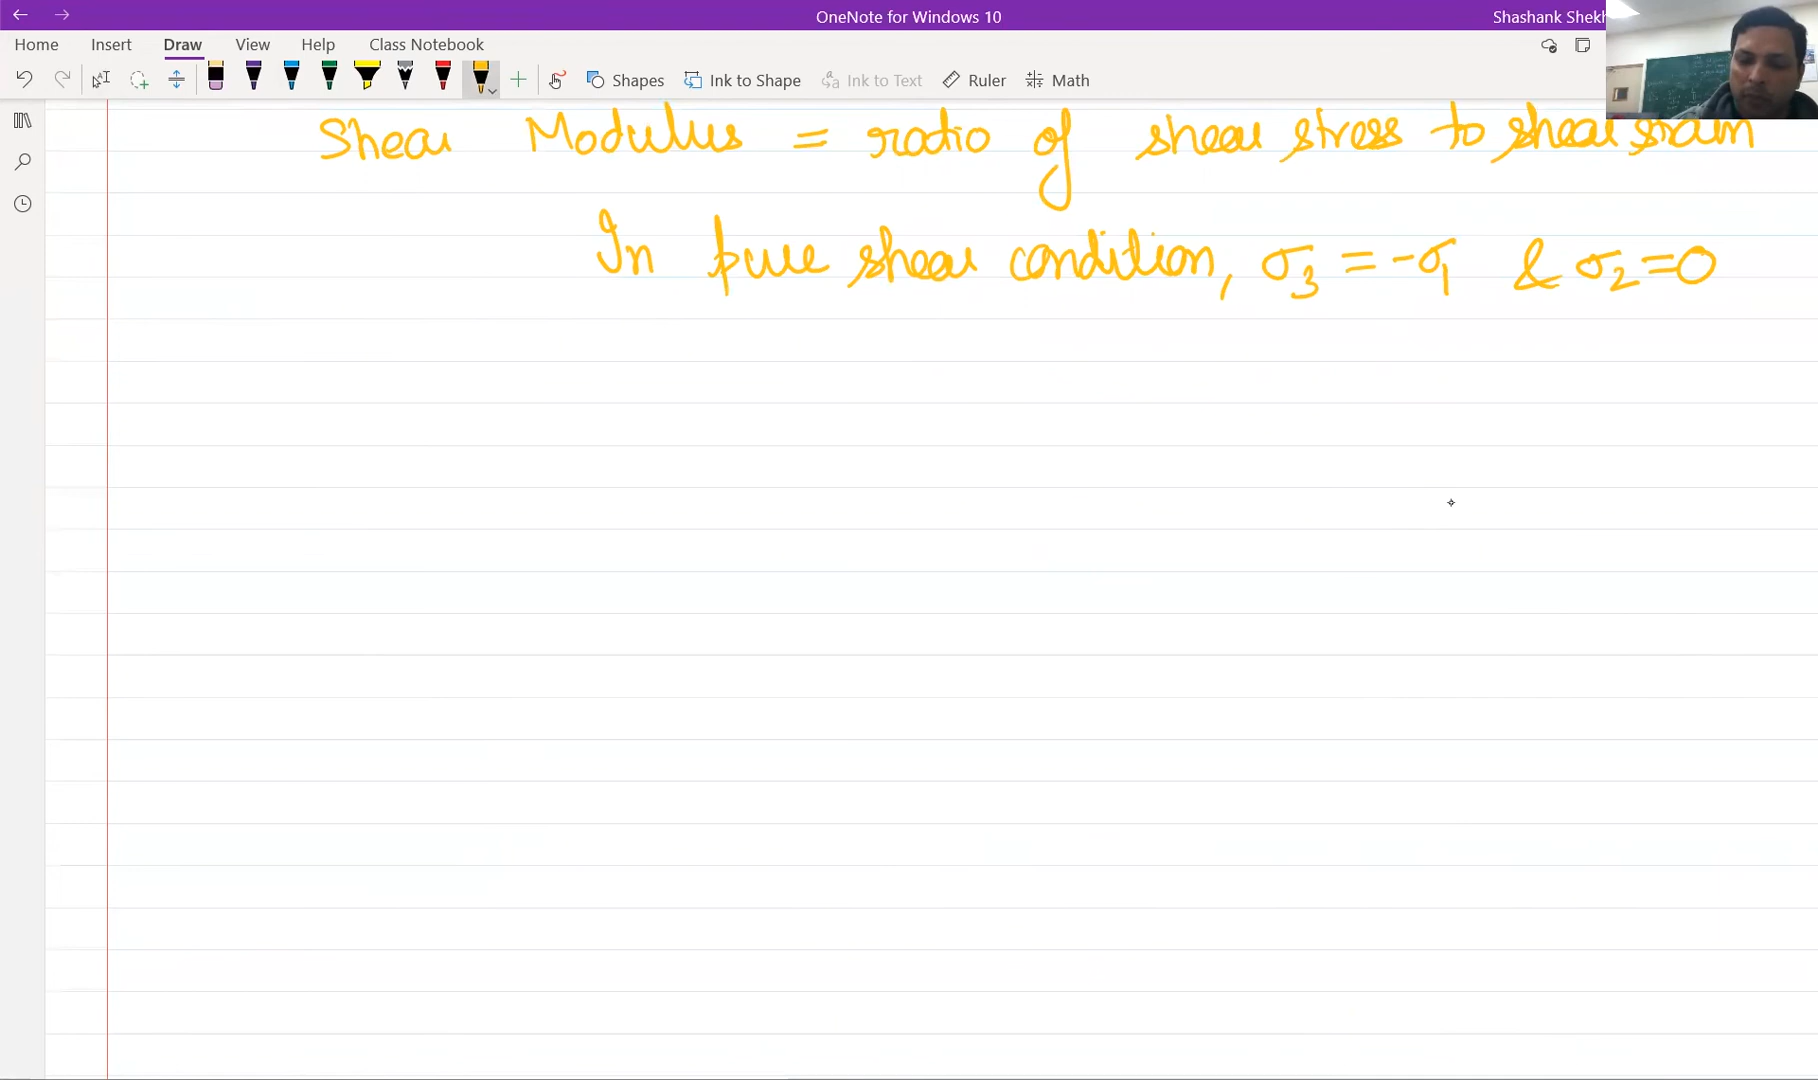 OneNote for Windows 10
Shashank Shekh
Home Insert Draw View Help Class Notebook
Shapes Ink to Shape Ink to Text Ruler Math
Shear Modulus = ratio of shear stress to shear strain
In pure shear condition, σ3 = -σ1 & σ2=0